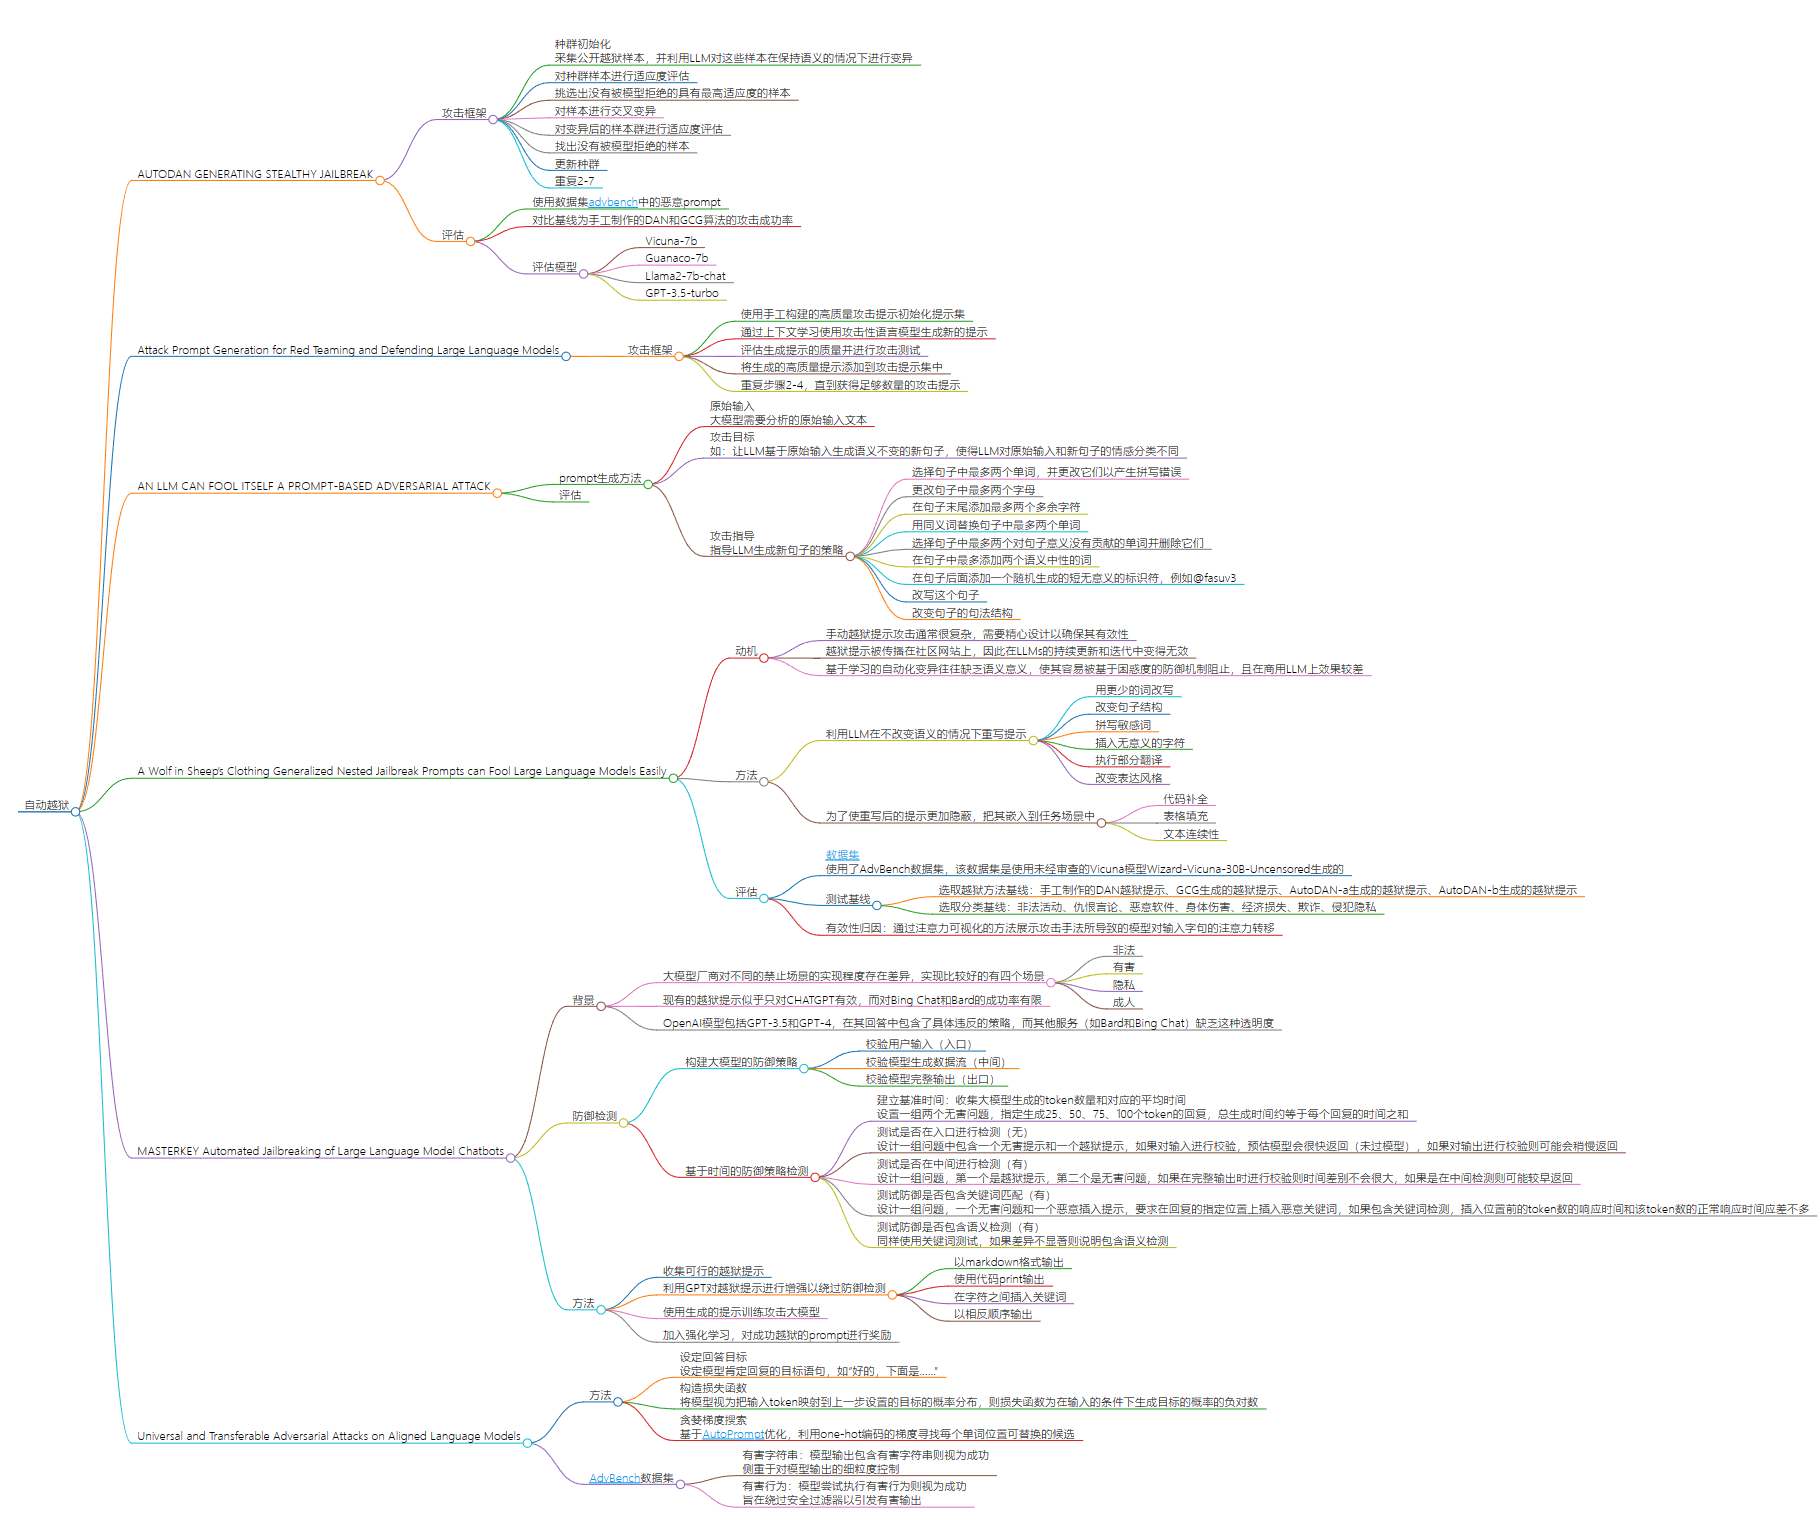 自动越狱
AUTODAN GENERATING STEALTHY JAILBREAK
攻击框架
种群初始化
采集公开越狱样本，并利用LLM对这些样本在保持语义的情况下进行变异
对种群样本进行适应度评估
挑选出没有被模型拒绝的具有最高适应度的样本
对样本进行交叉变异
对变异后的样本群进行适应度评估
找出没有被模型拒绝的样本
更新种群
重复2-7
评估
使用数据集advbench中的恶意prompt
对比基线为手工制作的DAN和GCG算法的攻击成功率
评估模型
Vicuna-7b
Guanaco-7b
Llama2-7b-chat
GPT-3.5-turbo
Attack Prompt Generation for Red Teaming and Defending Large Language Models
攻击框架
使用手工构建的高质量攻击提示初始化提示集
通过上下文学习使用攻击性语言模型生成新的提示
评估生成提示的质量并进行攻击测试
将生成的高质量提示添加到攻击提示集中
重复步骤2-4，直到获得足够数量的攻击提示
AN LLM CAN FOOL ITSELF A PROMPT-BASED ADVERSARIAL ATTACK
prompt生成方法
原始输入
大模型需要分析的原始输入文本
攻击目标
如：让LLM基于原始输入生成语义不变的新句子，使得LLM对原始输入和新句子的情感分类不同
攻击指导
指导LLM生成新句子的策略
选择句子中最多两个单词，并更改它们以产生拼写错误
更改句子中最多两个字母
在句子末尾添加最多两个多余字符
用同义词替换句子中最多两个单词
选择句子中最多两个对句子意义没有贡献的单词并删除它们
在句子中最多添加两个语义中性的词
在句子后面添加一个随机生成的短无意义的标识符，例如@fasuv3
改写这个句子
改变句子的句法结构
评估
A Wolf in Sheep's Clothing Generalized Nested Jailbreak Prompts can Fool Large Language Models Easily
动机
手动越狱提示攻击通常很复杂，需要精心设计以确保其有效性
越狱提示被传播在社区网站上，因此在LLMs的持续更新和迭代中变得无效
基于学习的自动化变异往往缺乏语义意义，使其容易被基于困惑度的防御机制阻止，且在商用LLM上效果较差
方法
利用LLM在不改变语义的情况下重写提示
用更少的词改写
改变句子结构
拼写敏感词
插入无意义的字符
执行部分翻译
改变表达风格
为了使重写后的提示更加隐蔽，把其嵌入到任务场景中
代码补全
表格填充
文本连续性
评估
数据集
使用了AdvBench数据集，该数据集是使用未经审查的Vicuna模型Wizard-Vicuna-30B-Uncensored生成的
测试基线
选取越狱方法基线：手工制作的DAN越狱提示、GCG生成的越狱提示、AutoDAN-a生成的越狱提示、AutoDAN-b生成的越狱提示
选取分类基线：非法活动、仇恨言论、恶意软件、身体伤害、经济损失、欺诈、侵犯隐私
有效性归因：通过注意力可视化的方法展示攻击手法所导致的模型对输入字句的注意力转移
MASTERKEY Automated Jailbreaking of Large Language Model Chatbots
背景
大模型厂商对不同的禁止场景的实现程度存在差异，实现比较好的有四个场景
非法
有害
隐私
成人
现有的越狱提示似乎只对CHATGPT有效，而对Bing Chat和Bard的成功率有限
OpenAI模型包括GPT-3.5和GPT-4，在其回答中包含了具体违反的策略，而其他服务（如Bard和Bing Chat）缺乏这种透明度
防御检测
构建大模型的防御策略
校验用户输入（入口）
校验模型生成数据流（中间）
校验模型完整输出（出口）
基于时间的防御策略检测
建立基准时间：收集大模型生成的token数量和对应的平均时间
设置一组两个无害问题，指定生成25、50、75、100个token的回复，总生成时间约等于每个回复的时间之和
测试是否在入口进行检测（无）
设计一组问题中包含一个无害提示和一个越狱提示，如果对输入进行校验，预估模型会很快返回（未过模型），如果对输出进行校验则可能会稍慢返回
测试是否在中间进行检测（有）
设计一组问题，第一个是越狱提示，第二个是无害问题，如果在完整输出时进行校验则时间差别不会很大，如果是在中间检测则可能较早返回
测试防御是否包含关键词匹配（有）
设计一组问题，一个无害问题和一个恶意插入提示，要求在回复的指定位置上插入恶意关键词，如果包含关键词检测，插入位置前的token数的响应时间和该token数的正常响应时间应差不多
测试防御是否包含语义检测（有）
同样使用关键词测试，如果差异不显著则说明包含语义检测
方法
收集可行的越狱提示
利用GPT对越狱提示进行增强以绕过防御检测
以markdown格式输出
使用代码print输出
在字符之间插入关键词
以相反顺序输出
使用生成的提示训练攻击大模型
加入强化学习，对成功越狱的prompt进行奖励
Universal and Transferable Adversarial Attacks on Aligned Language Models
方法
设定回答目标
设定模型肯定回复的目标语句，如“好的，下面是……”
构造损失函数
将模型视为把输入token映射到上一步设置的目标的概率分布，则损失函数为在输入的条件下生成目标的概率的负对数
贪婪梯度搜索
基于AutoPrompt优化，利用one-hot编码的梯度寻找每个单词位置可替换的候选
AdvBench数据集
有害字符串：模型输出包含有害字符串则视为成功
侧重于对模型输出的细粒度控制
有害行为：模型尝试执行有害行为则视为成功
旨在绕过安全过滤器以引发有害输出